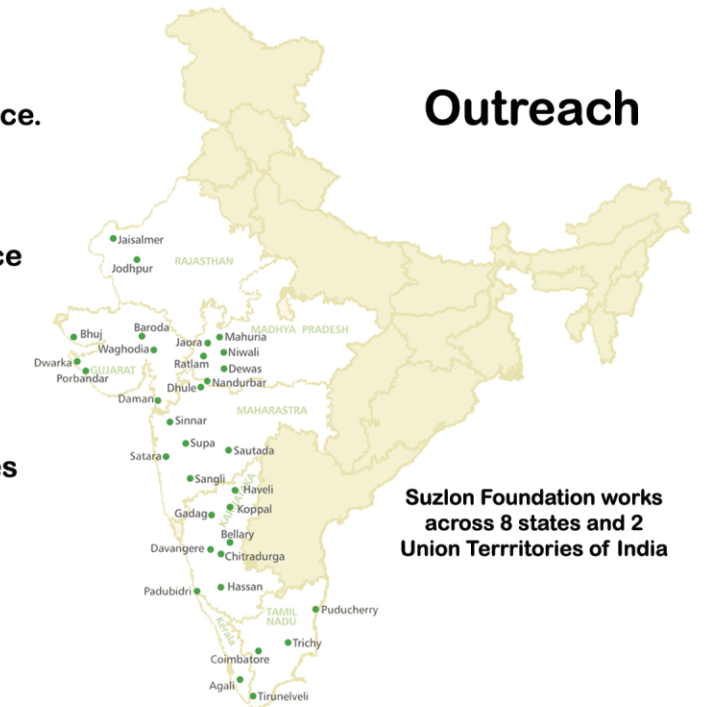 Outreach
ce.
ce
es
Jaisalmer
Jodhpur
RAJASTHAN
Bhuj
Baroda
Waghodia
Dwarka
Porbandar
GUJARAT
Jaora
Mahuria
MADHYA PRADESH
Niwali
Ratlam
Dewas
Dhule
Nandurbar
Daman
MAHARASTRA
Sinnar
Supa
Sautada
Satara
Sangli
Haveli
Koppal
Gadag
Bellary
Davangere
Chitradurga
Padubidri
Hassan
Puducherry
TAMIL
NADU
Kerala
Trichy
Coimbatore
Agali
Tirunelveli
Suzlon Foundation works
across 8 states and 2
Union Terrritories of India